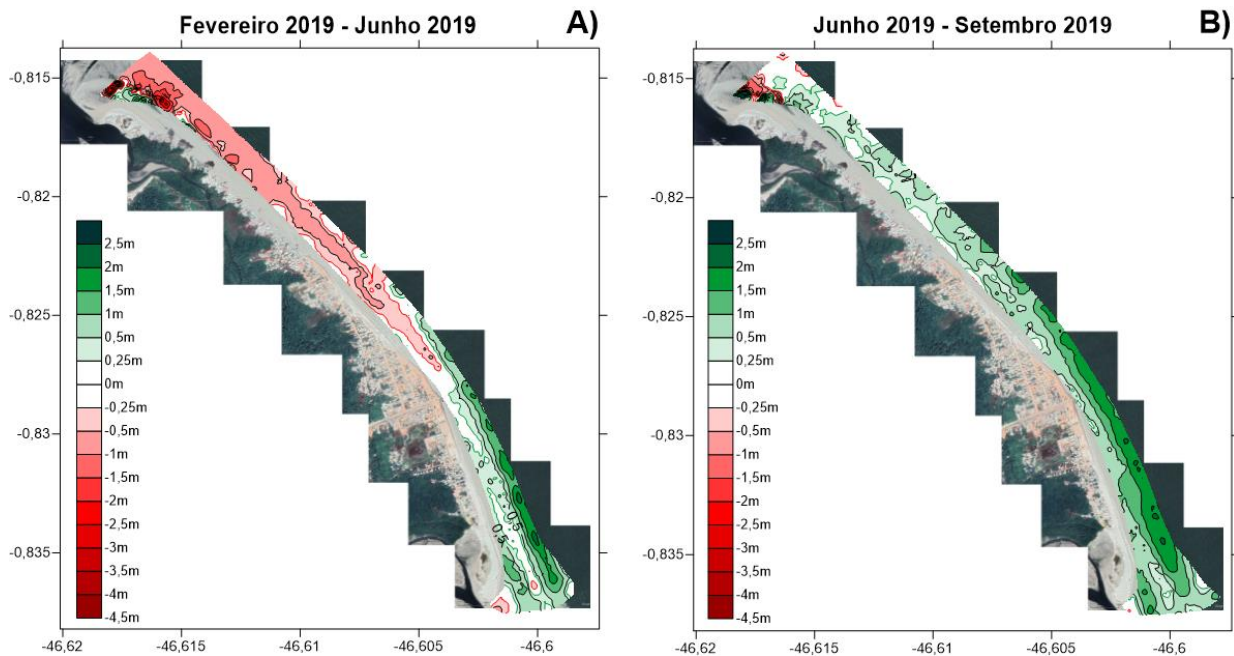 Fevereiro 2019 - Junho 2019
A)
-0,815
-0,82
-0,825
-0,83
-0,835
2,5m
2m
1,5m
1m
0,5m
0,25m
0m
-0,25m
-0,5m
-1m
-1,5m
-2m
-3m
-3,5m
-4m
-4,5m
0.5
0.5
-46,62
-46,615
-46,61
-46,605
-46,6
Junho 2019 - Setembro 2019
B)
-0,815
-0,82
-0,825
-0,83
-0,835
2,5m
2m
1,5m
1m
0,5m
0,25m
0m
-0,25m
-0,5m
-1m
-1,5m
-2m
-3m
-3,5m
-4m
-4,5m
-46,62
-46,615
-46,61
-46,605
-46,6